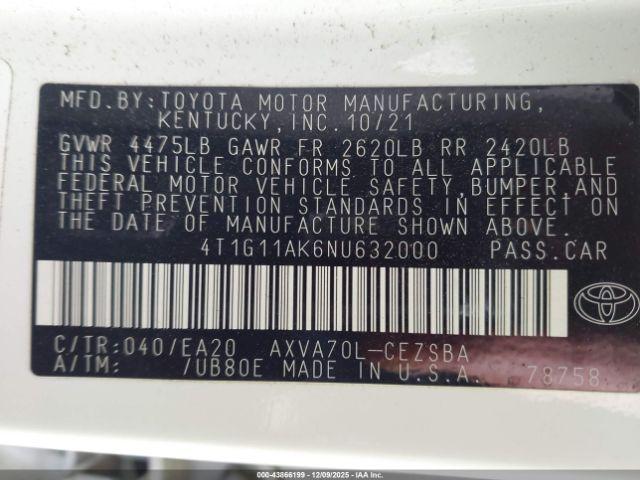 MFD.BY:TOYOTA MOTOR MANUFACTURING,
KENTUCKY,INC.10/21
GVWR 4475LB GAWR FR 2620LB RR 2420LB
THIS VEHICLE CONFORMS TO ALL APPLICABLE
FEDERAL MOTOR VEHICLE SAFETY,BUMPER,AND
THEFT PREVENTION STANDARDS IN EFFECT ON
THE DATE OF MANUFACTURE SHOWN ABOVE.
4T1G11AK6NU632000 PASS.CAR
C/TR:040/EA20 AXVA70L-CEZSBA
A/TM: /UB80E MADE IN U.S.A. 78758
000-43866199 - 12/09/2025 - IAAI.COM